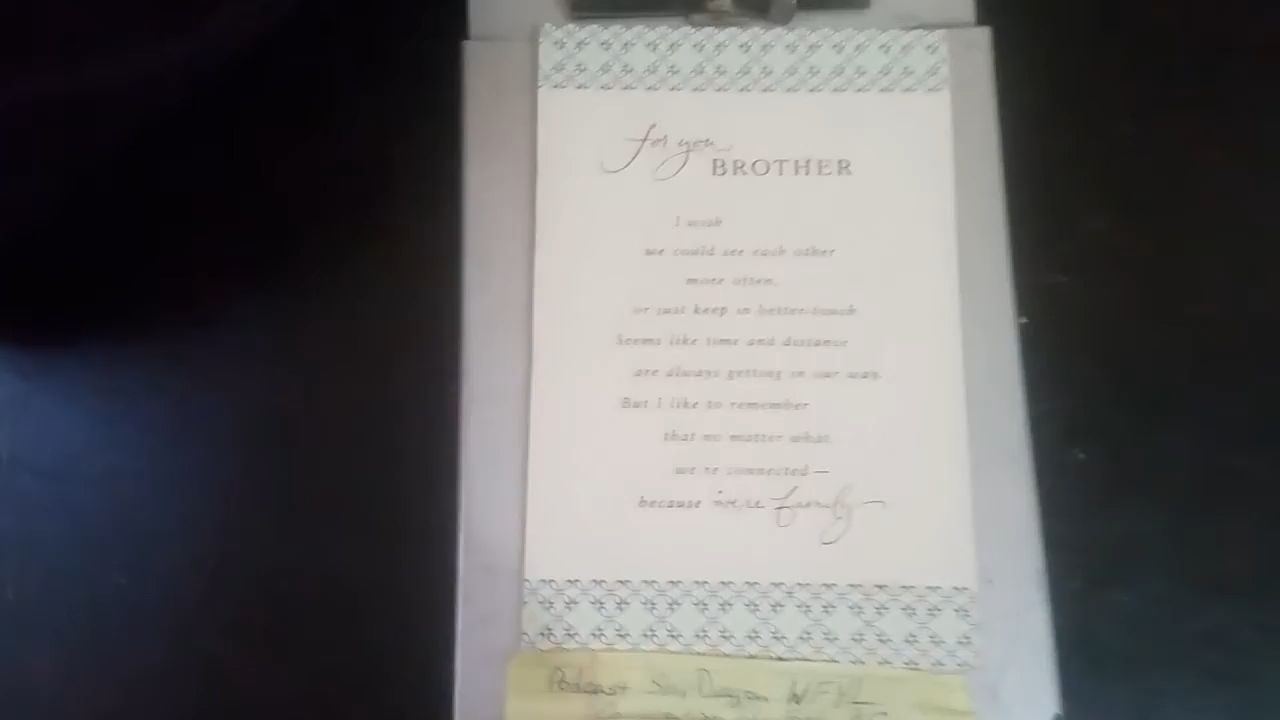 for you,
BROTHER
I wish
we could see each other
more often,
or just keep in better touch
Seems like time and distance
are always getting in our way.
But I like to remember
that no matter what,
we're connected—
because we're family
Podcast